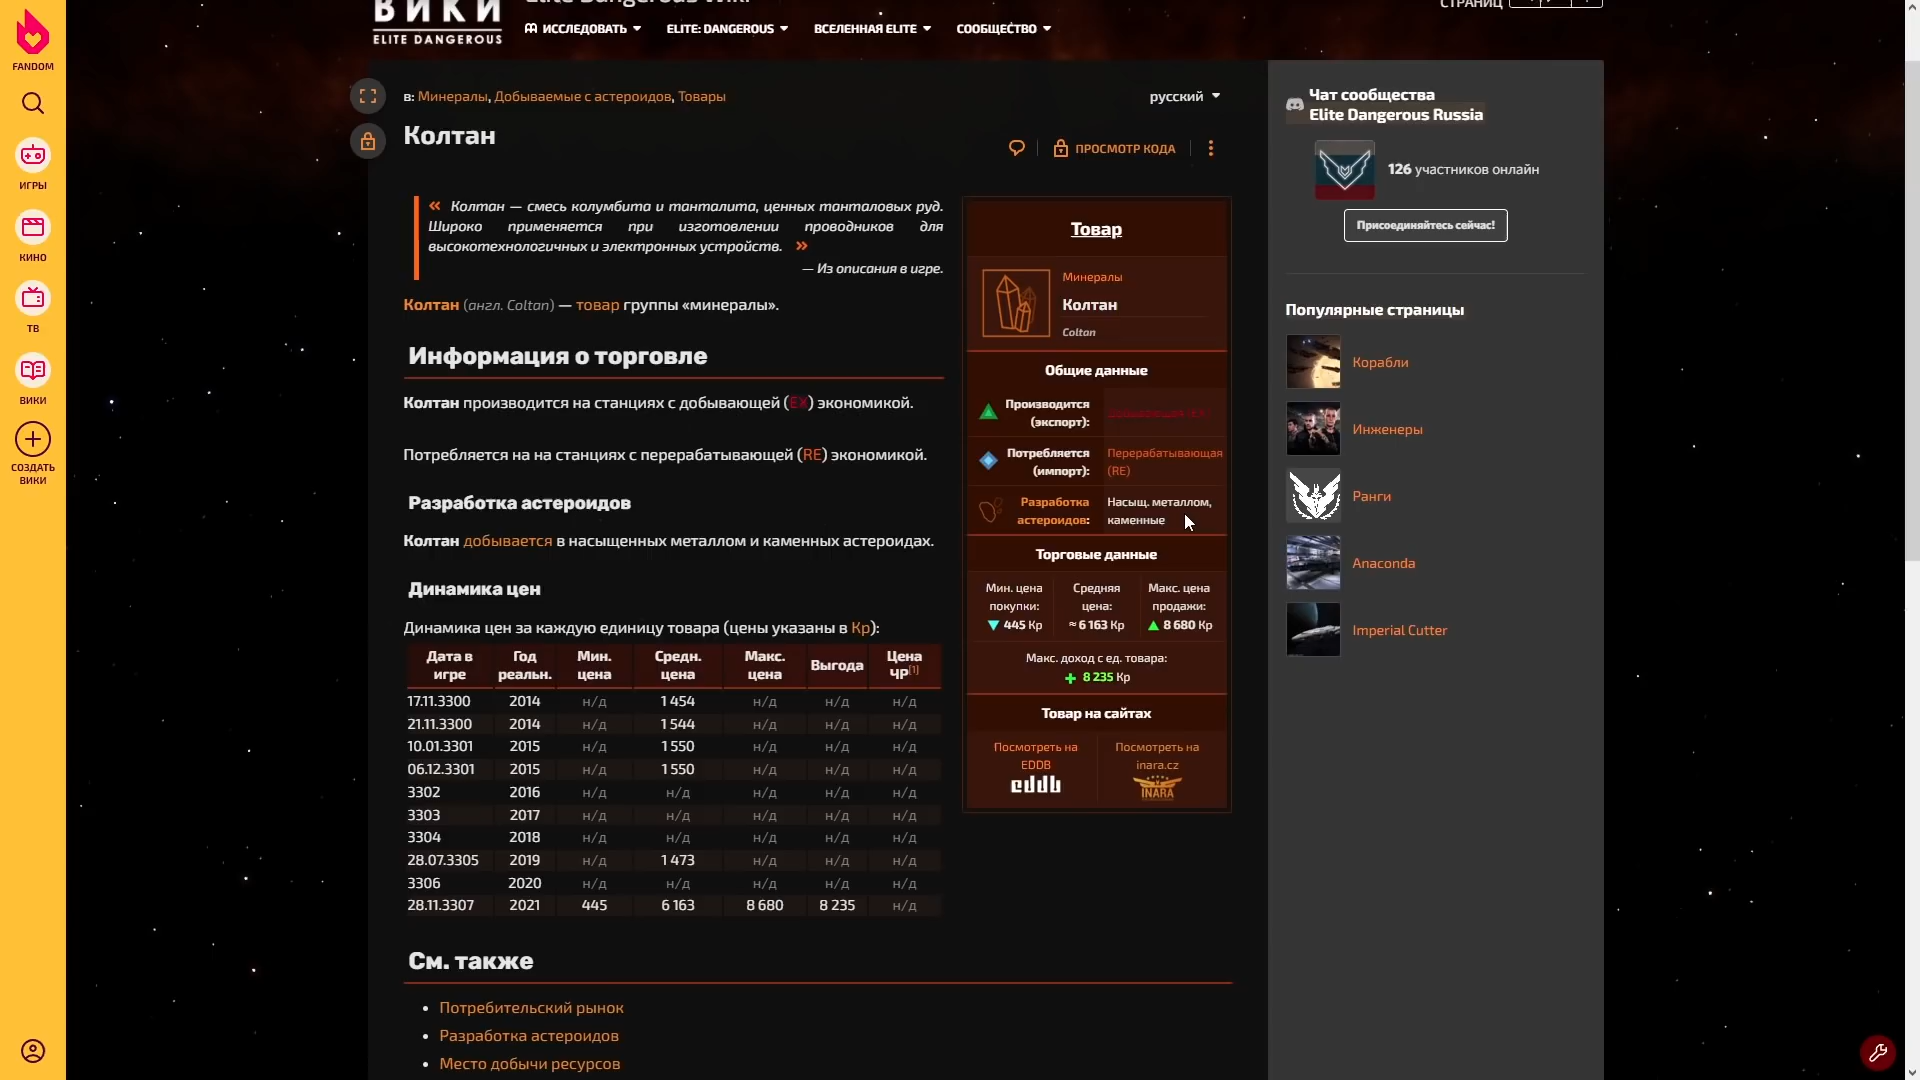 ВИКИ
ELITE DANGEROUS
ИССЛЕДОВАТЬ
ELITE: DANGEROUS
ВСЕЛЕННАЯ ELITE
СООБЩЕСТВО
СТРАНИЦ
FANDOM
ИГРЫ
КИНО
ТВ
ВИКИ
СОЗДАТЬ
ВИКИ
в: Минералы, Добываемые с астероидов, Товары
русский
Колтан
ПРОСМОТР КОДА
« Колтан — смесь колумбита и танталита, ценных танталовых руд.
Широко применяется при изготовлении проводников для
высокотехнологичных и электронных устройств. »
— Из описания в игре.
Колтан (англ. Coltan) — товар группы «минералы».
Информация о торговле
Колтан производится на станциях с добывающей (EX) экономикой.
Потребляется на на станциях с перерабатывающей (RE) экономикой.
Разработка астероидов
Колтан добывается в насыщенных металлом и каменных астероидах.
Динамика цен
Динамика цен за каждую единицу товара (цены указаны в Кр):
Дата в игре Год реальн. Мин. цена Средн. цена Макс. цена Выгода Цена ЧР[1]
17.11.3300 2014 н/д 1 454 н/д н/д н/д
21.11.3300 2014 н/д 1 544 н/д н/д н/д
10.01.3301 2015 н/д 1 550 н/д н/д н/д
06.12.3301 2015 н/д 1 550 н/д н/д н/д
3302 2016 н/д н/д н/д н/д н/д
3303 2017 н/д н/д н/д н/д н/д
3304 2018 н/д н/д н/д н/д н/д
28.07.3305 2019 н/д 1 473 н/д н/д н/д
3306 2020 н/д н/д н/д н/д н/д
28.11.3307 2021 445 6 163 8 680 8 235 н/д
См. также
Потребительский рынок
Разработка астероидов
Место добычи ресурсов
Товар
Минералы
Колтан
Coltan
Общие данные
Производится
(экспорт):
Добывающая (EX)
Потребляется
(импорт):
Перерабатывающая
(RE)
Разработка
астероидов:
Насыщ. металлом,
каменные
Торговые данные
Мин. цена
покупки:
445 Кр
Средняя
цена:
≈ 6 163 Кр
Макс. цена
продажи:
8 680 Кр
Макс. доход с ед. товара:
8 235 Кр
Товар на сайтах
Посмотреть на
EDDB
eddb
Посмотреть на
inara.cz
INARA
Чат сообщества
Elite Dangerous Russia
126 участников онлайн
Присоединяйтесь сейчас!
Популярные страницы
Корабли
Инженеры
Ранги
Anaconda
Imperial Cutter